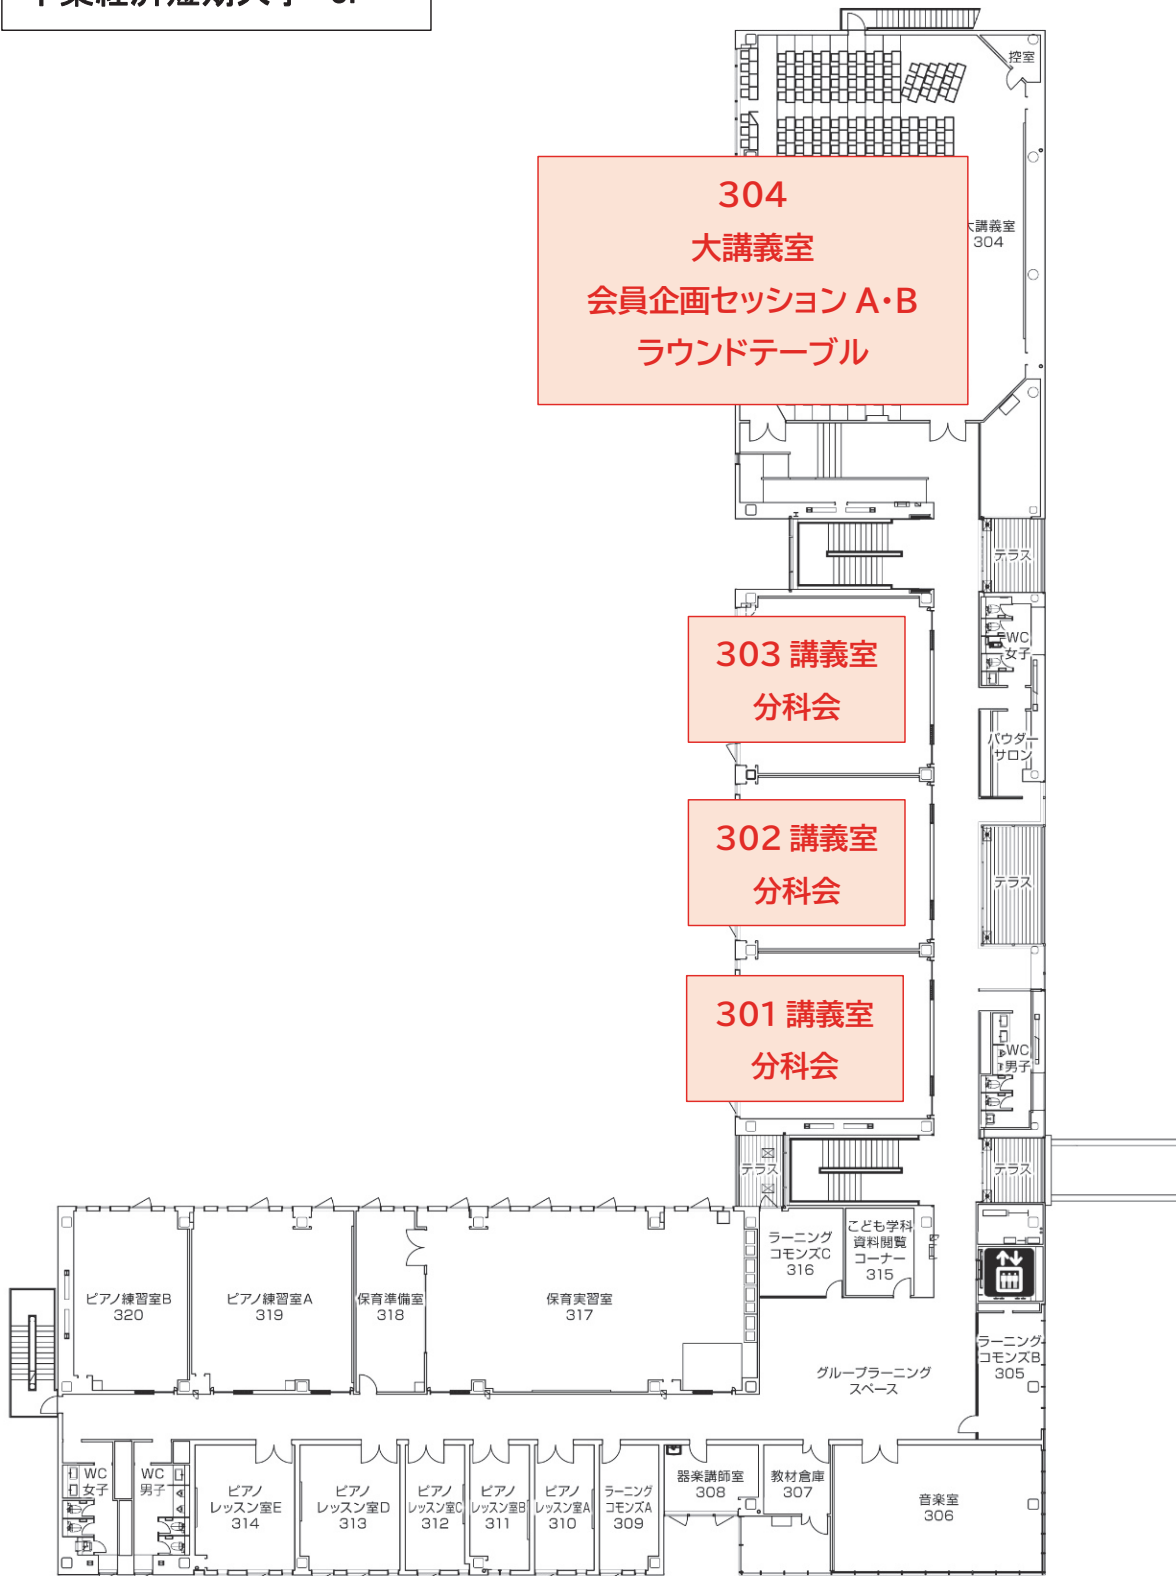 控室
304
大講義室
会員企画セッション A・B
ラウンドテーブル
大講義室
304
テラス
WC
女子
パウダー
サロン
303 講義室
分科会
302 講義室
分科会
テラス
301 講義室
分科会
WC
男子
テラス
テラス
ラーニング
コモンズC
316
こども学科
資料閲覧
コーナー
315
ピアノ練習室B
320
ピアノ練習室A
319
保育準備室
318
保育実習室
317
グループラーニング
スペース
ラーニング
コモンズB
305
WC
女子
WC
男子
ピアノ
レッスン室E
314
ピアノ
レッスン室D
313
ピアノ
レッスン室C
312
ピアノ
レッスン室B
311
ピアノ
レッスン室A
310
ラーニング
コモンズA
309
器楽講師室
308
教材倉庫
307
音楽室
306